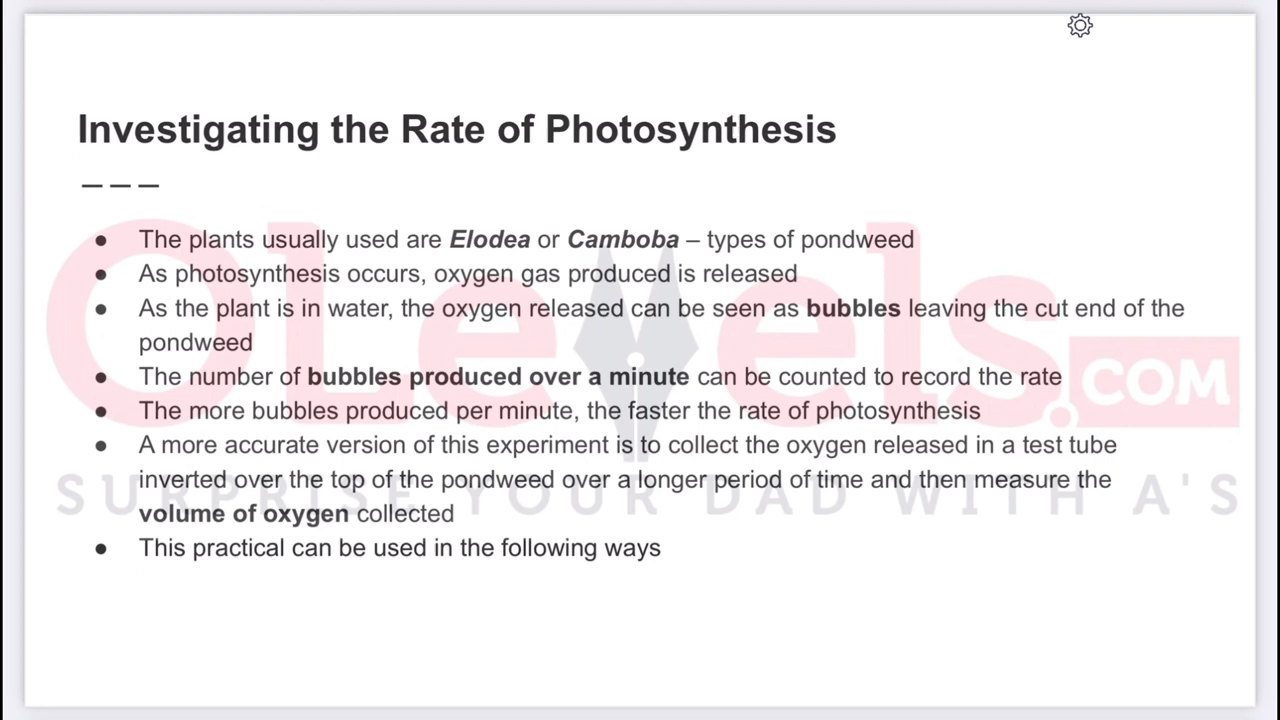 Investigating the Rate of Photosynthesis
● The plants usually used are Elodea or Camboba – types of pondweed
● As photosynthesis occurs, oxygen gas produced is released
● As the plant is in water, the oxygen released can be seen as bubbles leaving the cut end of the
pondweed
● The number of bubbles produced over a minute can be counted to record the rate
● The more bubbles produced per minute, the faster the rate of photosynthesis
● A more accurate version of this experiment is to collect the oxygen released in a test tube
inverted over the top of the pondweed over a longer period of time and then measure the
volume of oxygen collected
● This practical can be used in the following ways
OLevels.COM
SURPRISE YOUR DAD WITH A'S